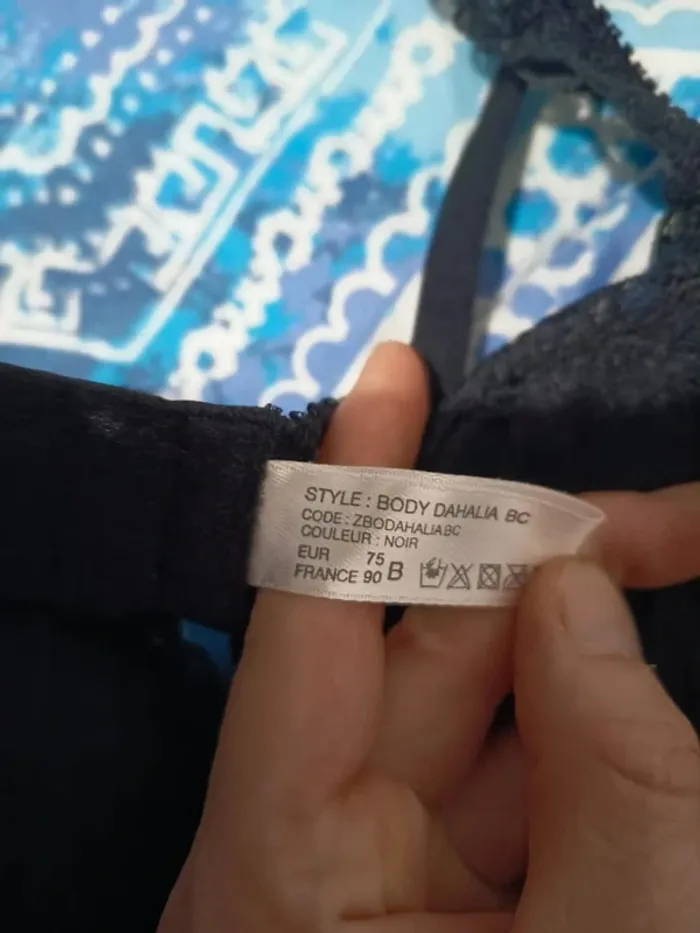 STYLE : BODY DAHALIA BC
CODE : ZBODAHALIABC
COULEUR : NOIR
EUR 75
FRANCE 90 B